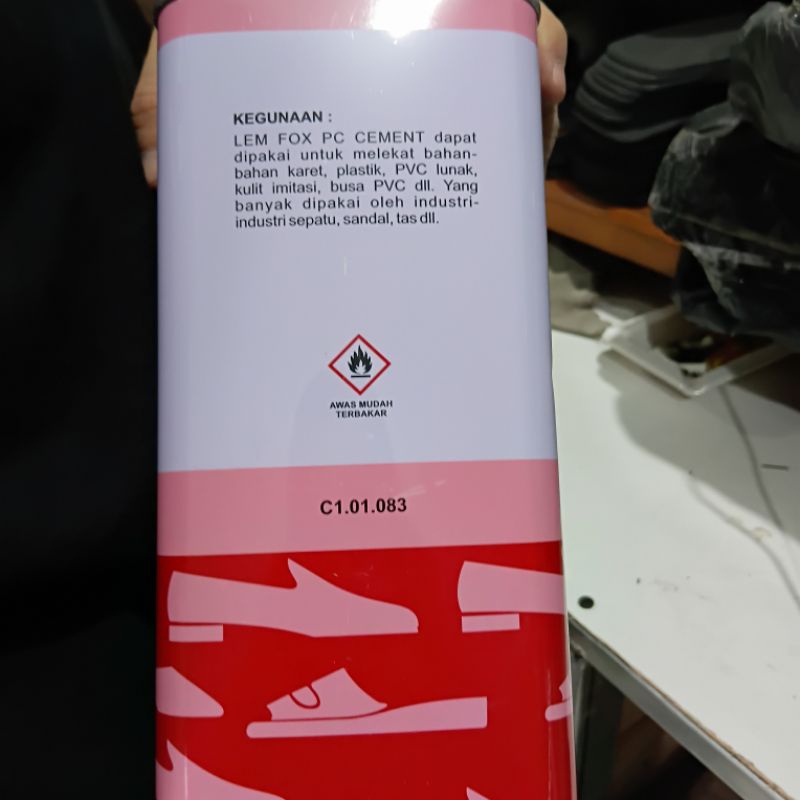 KEGUNAAN :
LEM FOX PC CEMENT dapat
dipakai untuk melekat bahan-
bahan karet, plastik, PVC lunak,
kulit imitasi, busa PVC dll. Yang
banyak dipakai oleh industri-
industri sepatu, sandal, tas dll.
AWAS MUDAH
TERBAKAR
C1.01.083